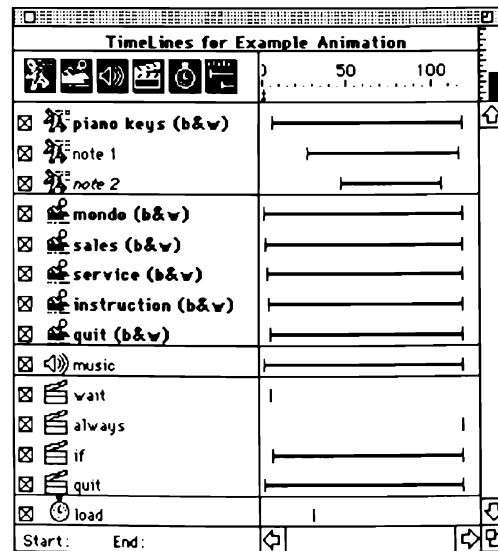 TimeLines for Example Animation
0 50 100
piano keys (b&w)
note 1
note 2
mondo (b&w)
sales (b&w)
service (b&w)
instruction (b&w)
quit (b&w)
music
wait
always
if
quit
load
Start: End: